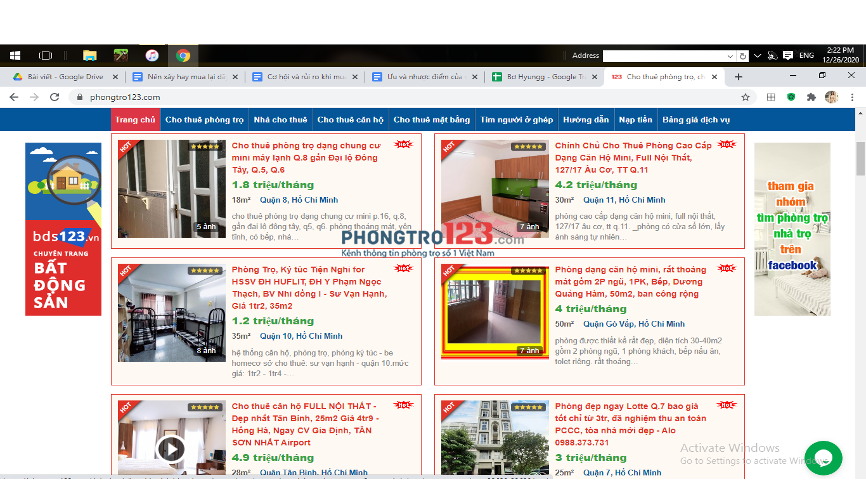 Address
ENG
2:22 PM
12/26/2020
Bài viết - Google Drive
Nên xây hay mua lại dã
Cơ hội và rủi ro khi mu
Ưu và nhược điểm của
Bơ Hyungg - Google T
Cho thuê phòng trọ, ch
phongtro123.com
Trang chủ
Cho thuê phòng trọ
Nhà cho thuê
Cho thuê căn hộ
Cho thuê mặt bằng
Tìm người ở ghép
Hướng dẫn
Nạp tiền
Bảng giá dịch vụ
bds123.vn
CHUYÊN TRANG
BẤT
ĐỘNG
SẢN
HOT
5 ảnh
Cho thuê phòng trọ dạng chung cư
mini máy lạnh Q.8 gần Đại lộ Đông
Tây, Q.5, Q.6
1.8 triệu/tháng
18m² Quận 8, Hồ Chí Minh
cho thuê phòng trọ dạng chung cư mini p.16, q.8,
gần đại lộ đông tây, q5, q6. phòng thoáng mát, yên
tĩnh, có bếp, nhà...
HOT
7 ảnh
Chính Chủ Cho Thuê Phòng Cao Cấp
Dạng Căn Hộ Mini, Full Nội Thất,
127/17 Âu Cơ, TT Q.11
4.2 triệu/tháng
30m² Quận 11, Hồ Chí Minh
phòng cao cấp dạng căn hộ mini, full nội thất,
127/17 âu cơ, tt q.11. _phòng có cửa sổ lớn, lấy
ánh sáng tự nhiên...
PHONGTRO123.com
Kênh thông tin phòng trọ số 1 Việt Nam
HOT
8 ảnh
Phòng Trọ, Ký túc Tiện Nghi for
HSSV ĐH HUFLIT, ĐH Y Phạm Ngọc
Thạch, BV Nhi đồng I - Sư Vạn Hạnh,
Giá 1tr2, 35m2
1.2 triệu/tháng
35m² Quận 10, Hồ Chí Minh
hệ thống căn hộ, phòng trọ, phòng ký túc - be
homeco sở cho thuê: sư vạn hạnh - quận 10.mức
giá: 1tr2 - 1tr4 -...
HOT
7 ảnh
Phòng dạng căn hộ mini, rất thoáng
mát gồm 2P ngủ, 1PK, Bếp, Dương
Quảng Hàm, 50m2, ban công rộng
4 triệu/tháng
50m² Quận Gò Vấp, Hồ Chí Minh
phòng được thiết kế rất đẹp, diện tích 30-40m2
gồm 2 phòng ngủ, 1 phòng khách, bếp nấu ăn,
tolet riêng. rất thoáng...
HOT
Cho thuê căn hộ FULL NỘI THẤT -
Đẹp nhất Tân Bình, 25m2 Giá 4tr9 -
Hồng Hà, Ngay CV Gia Định, TÂN
SƠN NHẤT Airport
4.9 triệu/tháng
28m² Quận Tân Bình, Hồ Chí Minh
HOT
Phòng đẹp ngay Lotte Q.7 báo giá
tốt chỉ từ 3tr, đã nghiệm thu an toàn
PCCC, tòa nhà mới đẹp - Alo
0988.373.731
3 triệu/tháng
25m² Quận 7, Hồ Chí Minh
tham gia
nhóm
tìm phòng trọ
nhà trọ
trên
facebook
Activate Windows
Go to Settings to activate Windows.